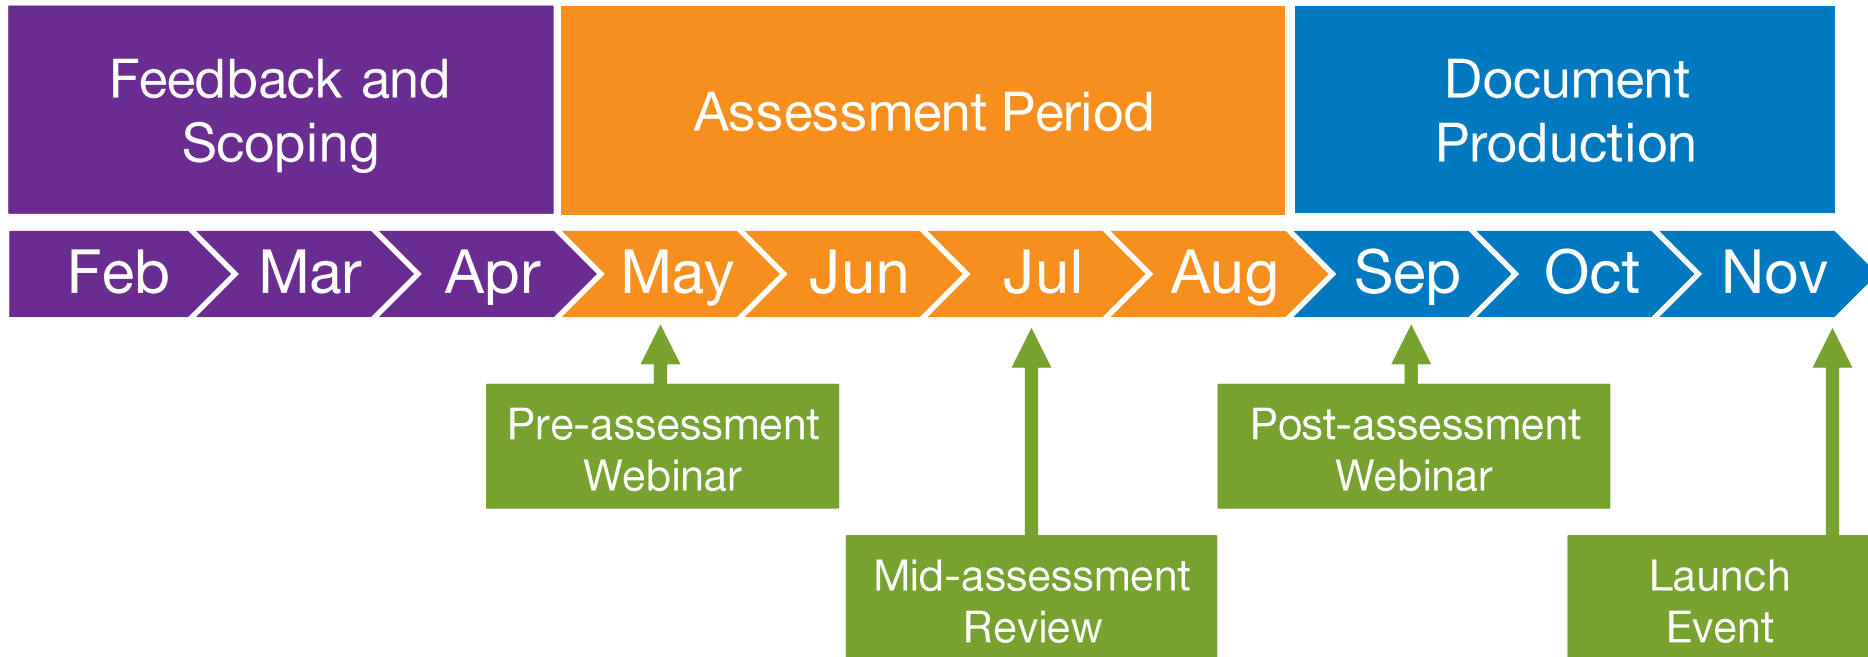 Feedback and
Scoping
Assessment Period
Document
Production
Feb Mar Apr May Jun Jul Aug Sep Oct Nov
Pre-assessment
Webinar
Post-assessment
Webinar
Mid-assessment
Review
Launch
Event